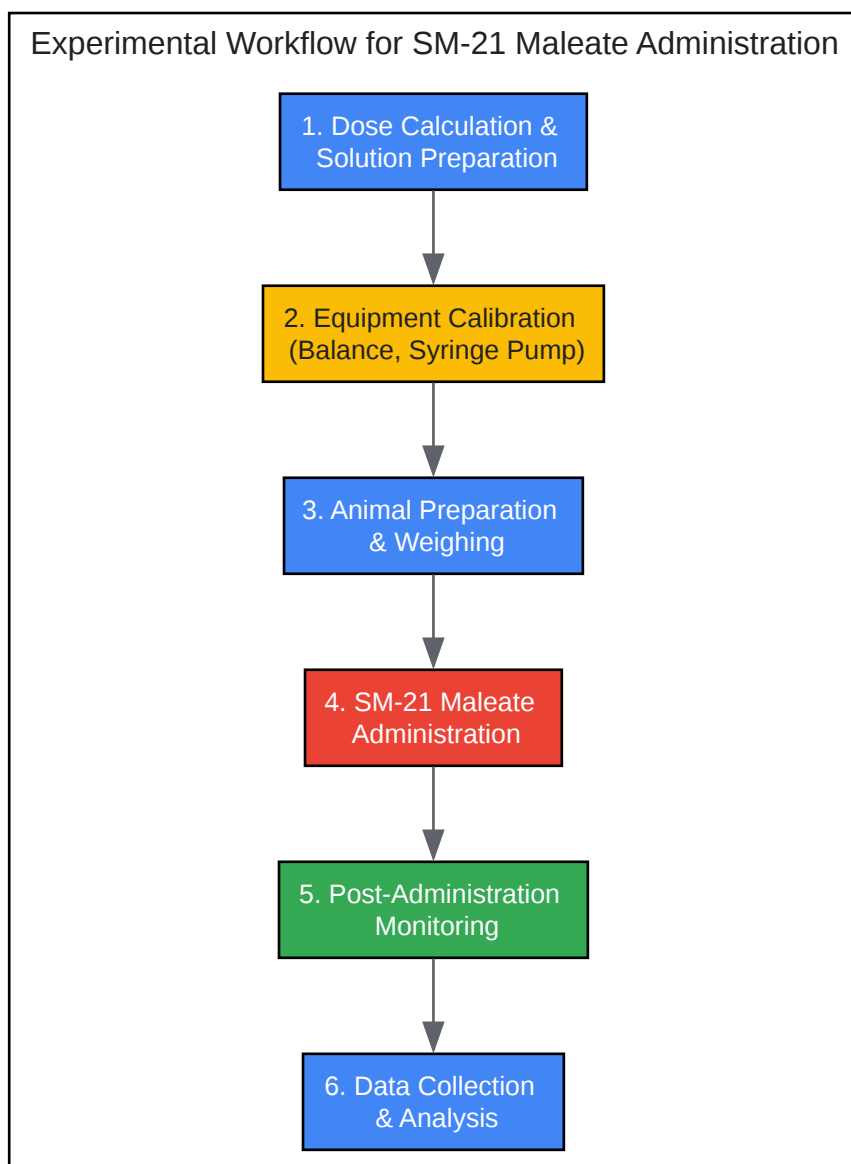 Experimental Workflow for SM-21 Maleate Administration
1. Dose Calculation &
Solution Preparation
2. Equipment Calibration
(Balance, Syringe Pump)
3. Animal Preparation
& Weighing
4. SM-21 Maleate
Administration
5. Post-Administration
Monitoring
6. Data Collection
& Analysis